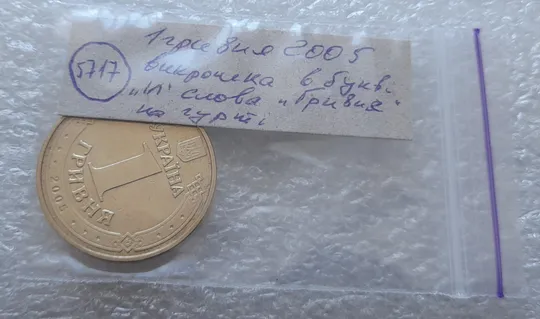 1 гривня 2005
5717
викрошка в букві
„И" слова „Гривня"
на гурті
УКРАЇНА
1
ГРИВНЯ
2005